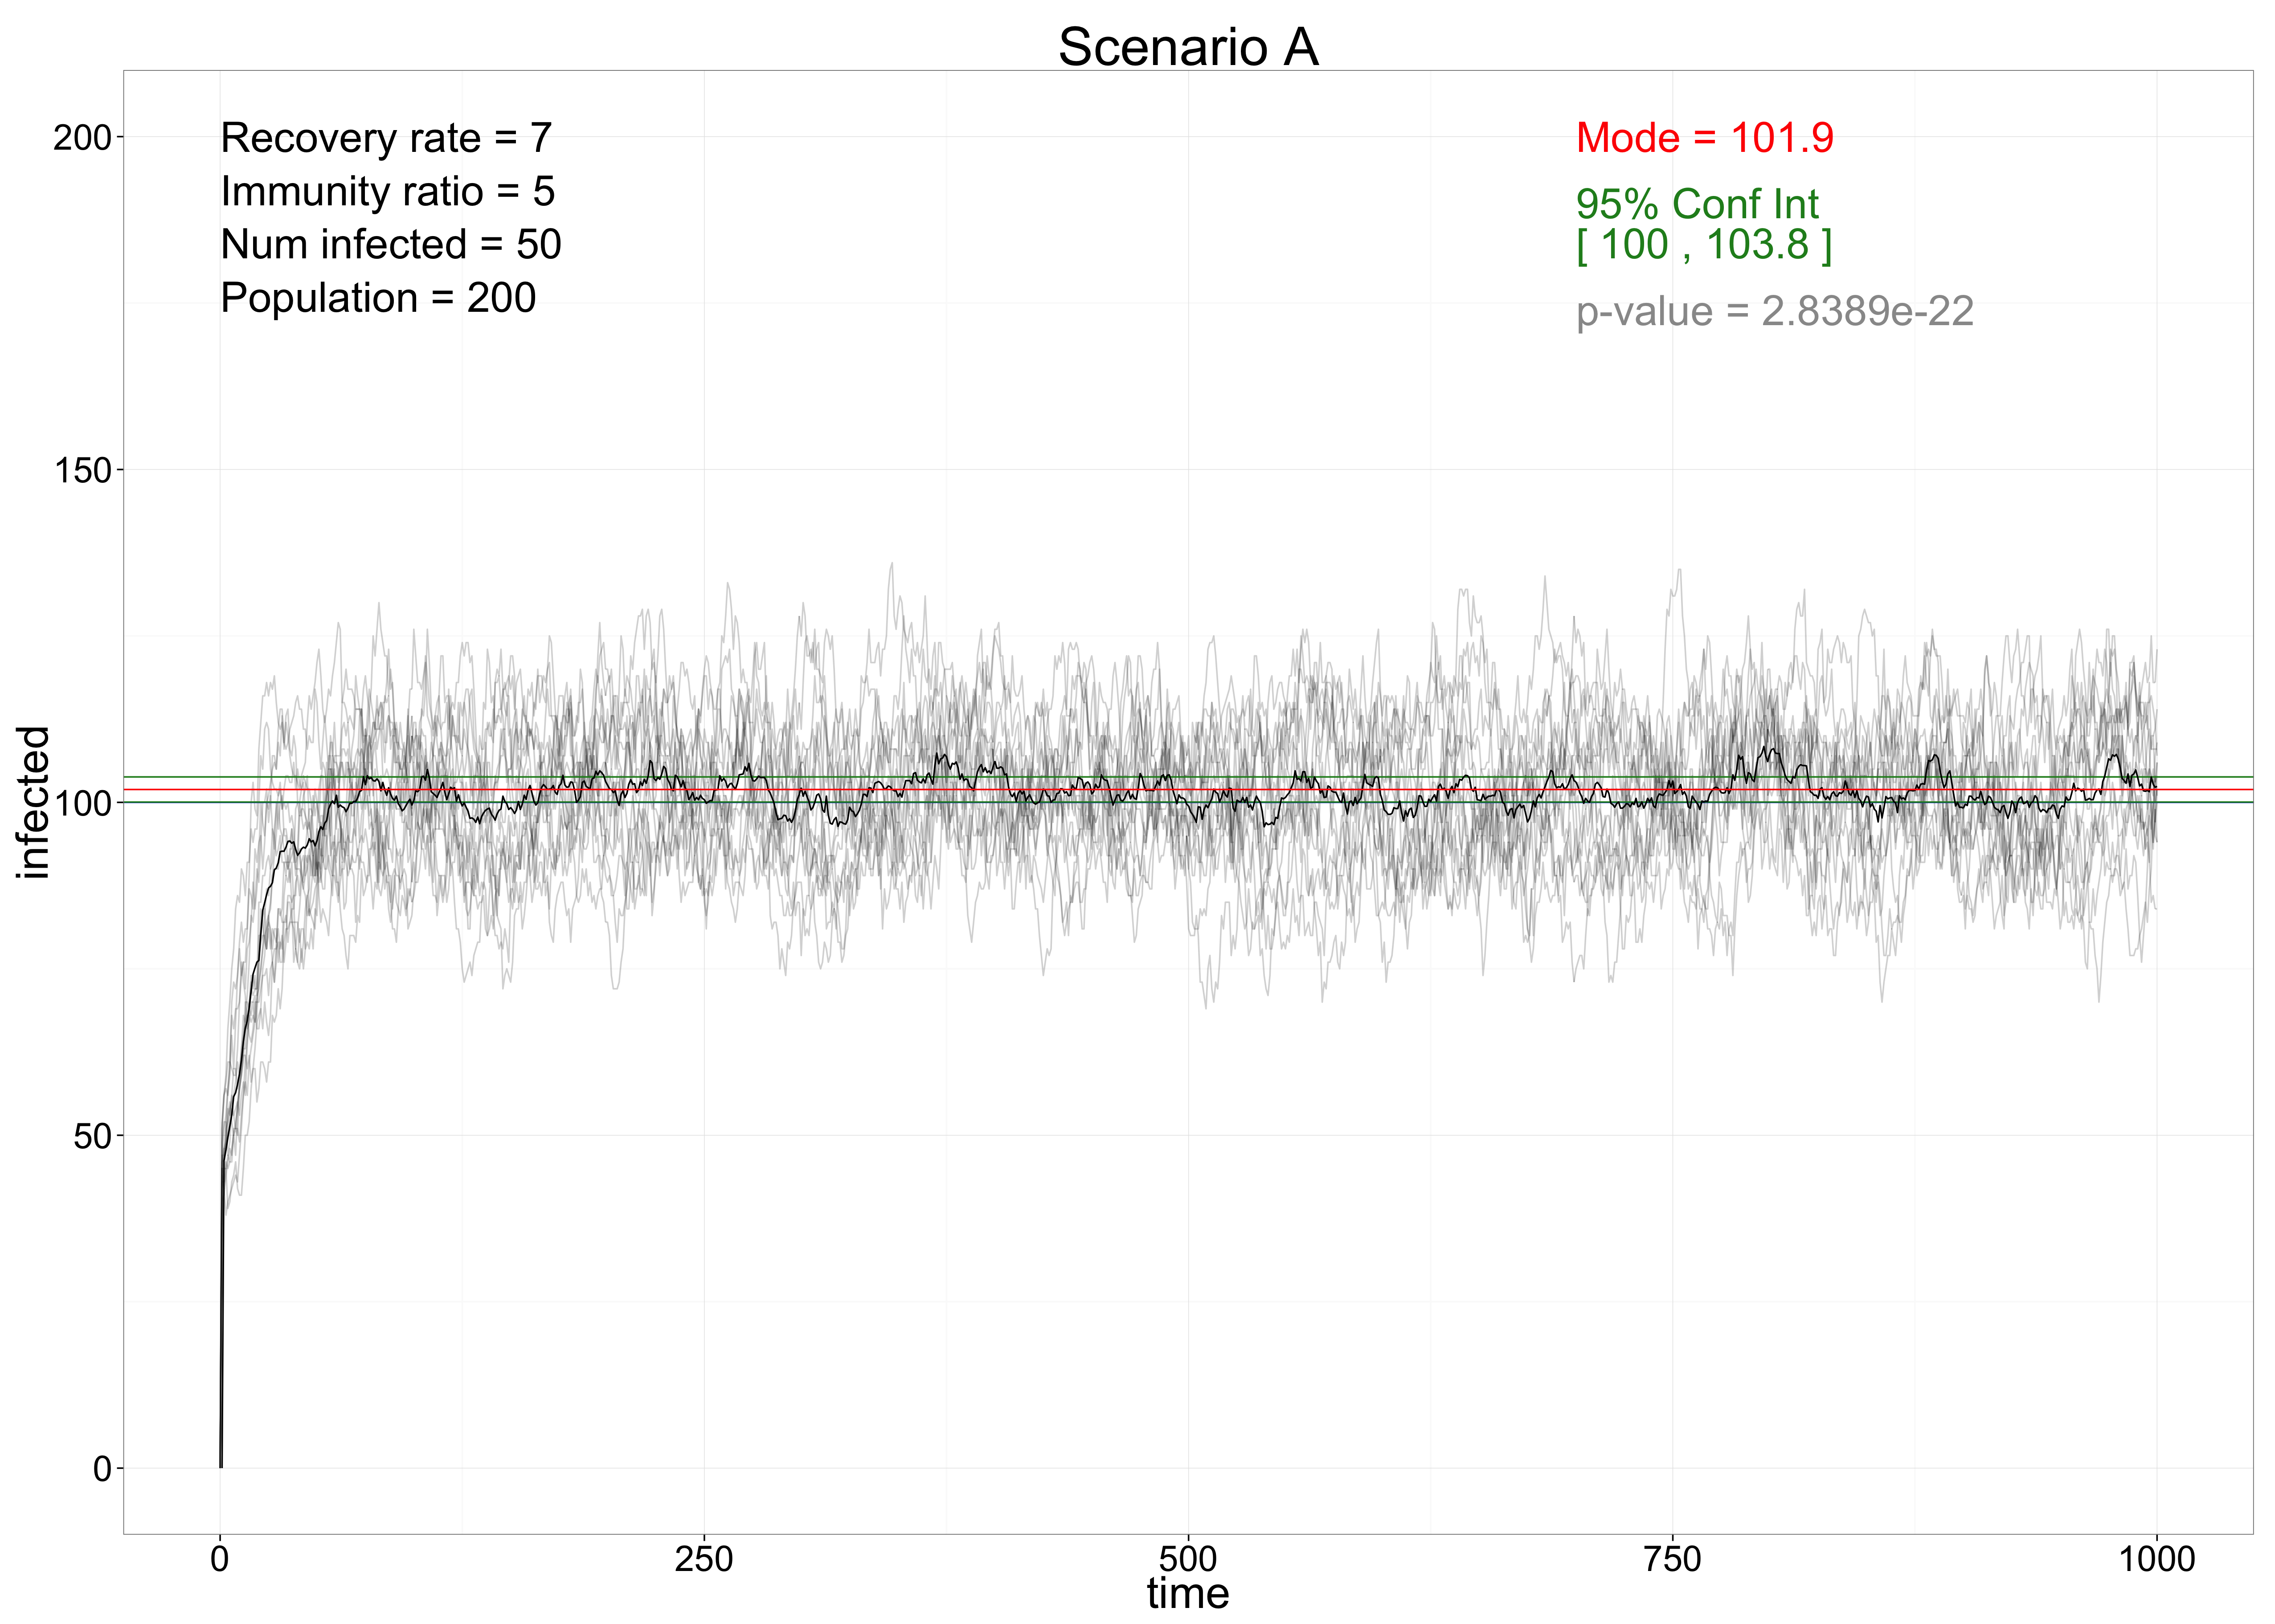 Scenario A
Recovery rate = 7
Immunity ratio = 5
Num infected = 50
Population = 200
Mode = 101.9
95% Conf Int
[ 100 , 103.8 ]
p-value = 2.8389e-22
infected
200
150
100
50
0
0
250
500
750
1000
time